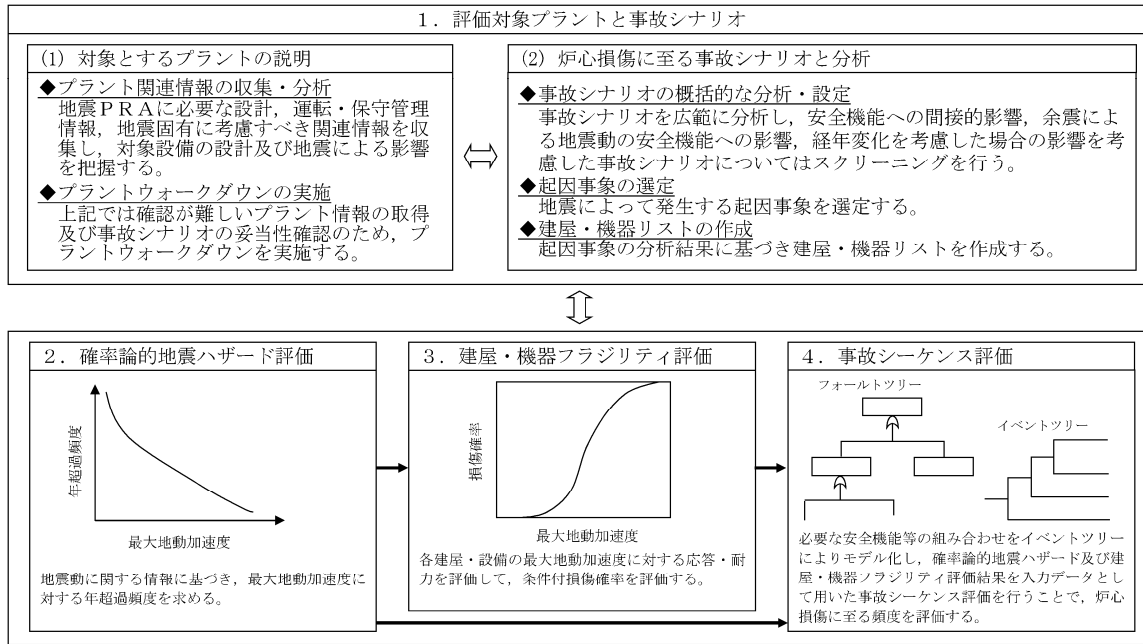 １．評価対象プラントと事故シナリオ
(1) 対象とするプラントの説明
◆プラント関連情報の収集・分析
地震ＰＲＡに必要な設計，運転・保守管理
情報，地震固有に考慮すべき関連情報を収
集し，対象設備の設計及び地震による影響
を把握する。
◆プラントウォークダウンの実施
上記では確認が難しいプラント情報の取得
及び事故シナリオの妥当性確認のため，プ
ラントウォークダウンを実施する。
(2) 炉心損傷に至る事故シナリオと分析
◆事故シナリオの概括的な分析・設定
事故シナリオを広範に分析し，安全機能への間接的影響，余震によ
る地震動の安全機能への影響，経年変化を考慮した場合の影響を考
慮した事故シナリオについてはスクリーニングを行う。
◆起因事象の選定
地震によって発生する起因事象を選定する。
◆建屋・機器リストの作成
起因事象の分析結果に基づき建屋・機器リストを作成する。
２．確率論的地震ハザード評価
年超過頻度
最大地動加速度
地震動に関する情報に基づき，最大地動加速度に
対する年超過頻度を求める。
３．建屋・機器フラジリティ評価
損傷確率
最大地動加速度
各建屋・設備の最大地動加速度に対する応答・耐
力を評価して，条件付損傷確率を評価する。
４．事故シーケンス評価
フォールトツリー
イベントツリー
必要な安全機能等の組み合わせをイベントツリー
によりモデル化し，確率論的地震ハザード及び建
屋・機器フラジリティ評価結果を入力データとし
て用いた事故シーケンス評価を行うことで，炉心
損傷に至る頻度を評価する。